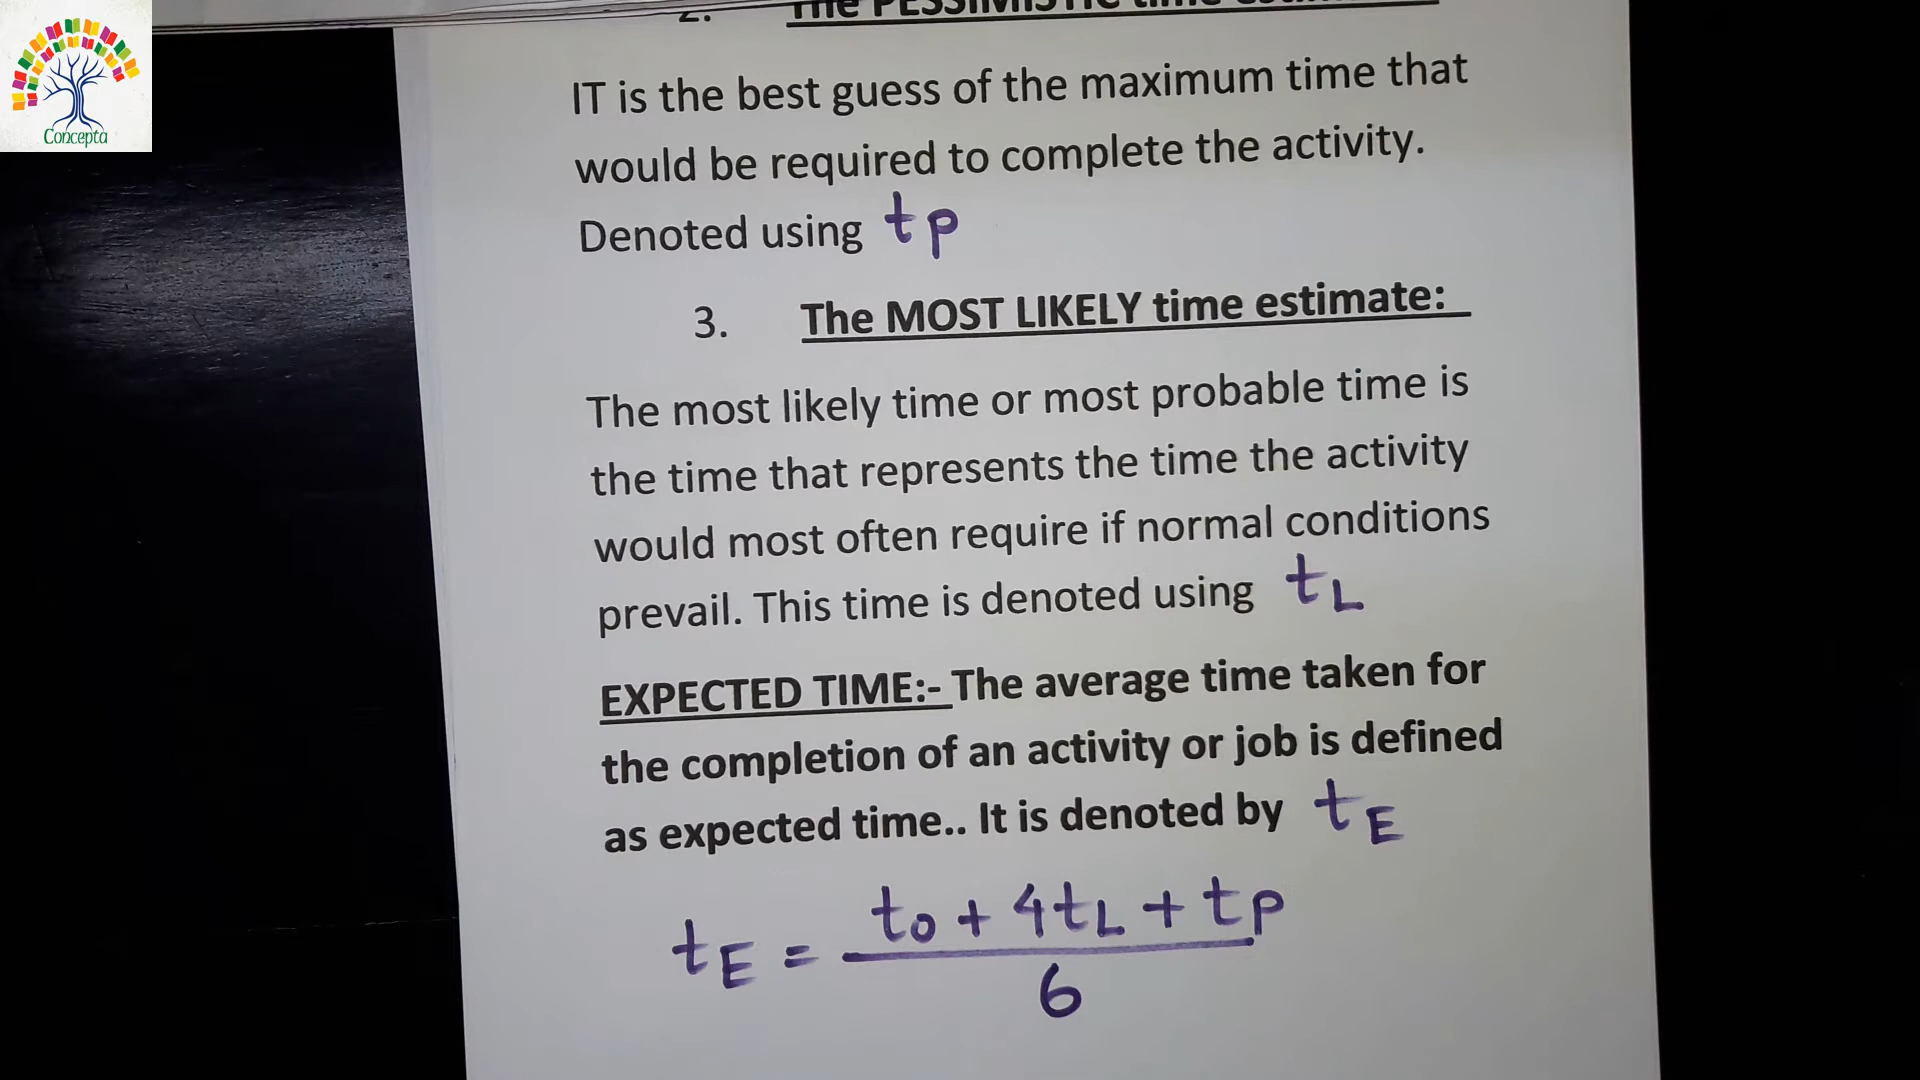 2. The PESSIMISTIC time
IT is the best guess of the maximum time that
would be required to complete the activity.
Denoted using tP
3. The MOST LIKELY time estimate:
The most likely time or most probable time is
the time that represents the time the activity
would most often require if normal conditions
prevail. This time is denoted using tL
EXPECTED TIME:- The average time taken for
the completion of an activity or job is defined
as expected time.. It is denoted by tE
tE = to + 4tL + tP
6
Concepta